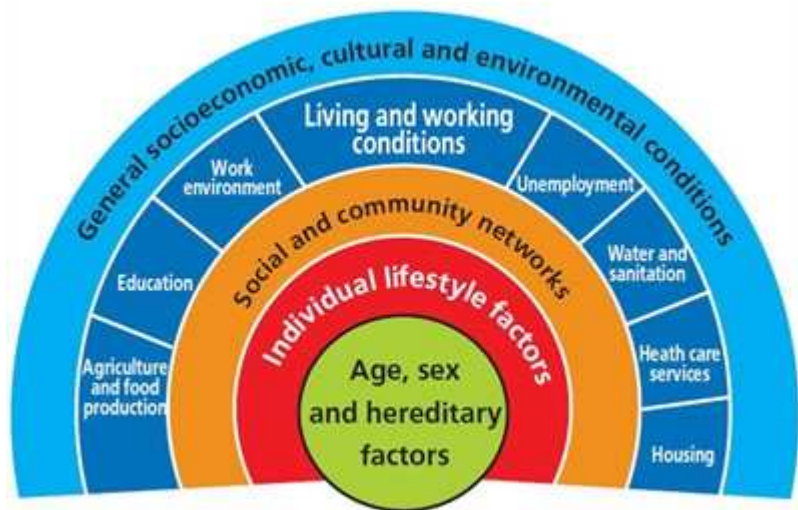 General socioeconomic, cultural and environmental conditions
Living and working
conditions
Work
environment
Unemployment
Education
Water and
sanitation
Agriculture
and food
production
Heath care
services
Housing
Social and community networks
Individual lifestyle factors
Age, sex
and hereditary
factors